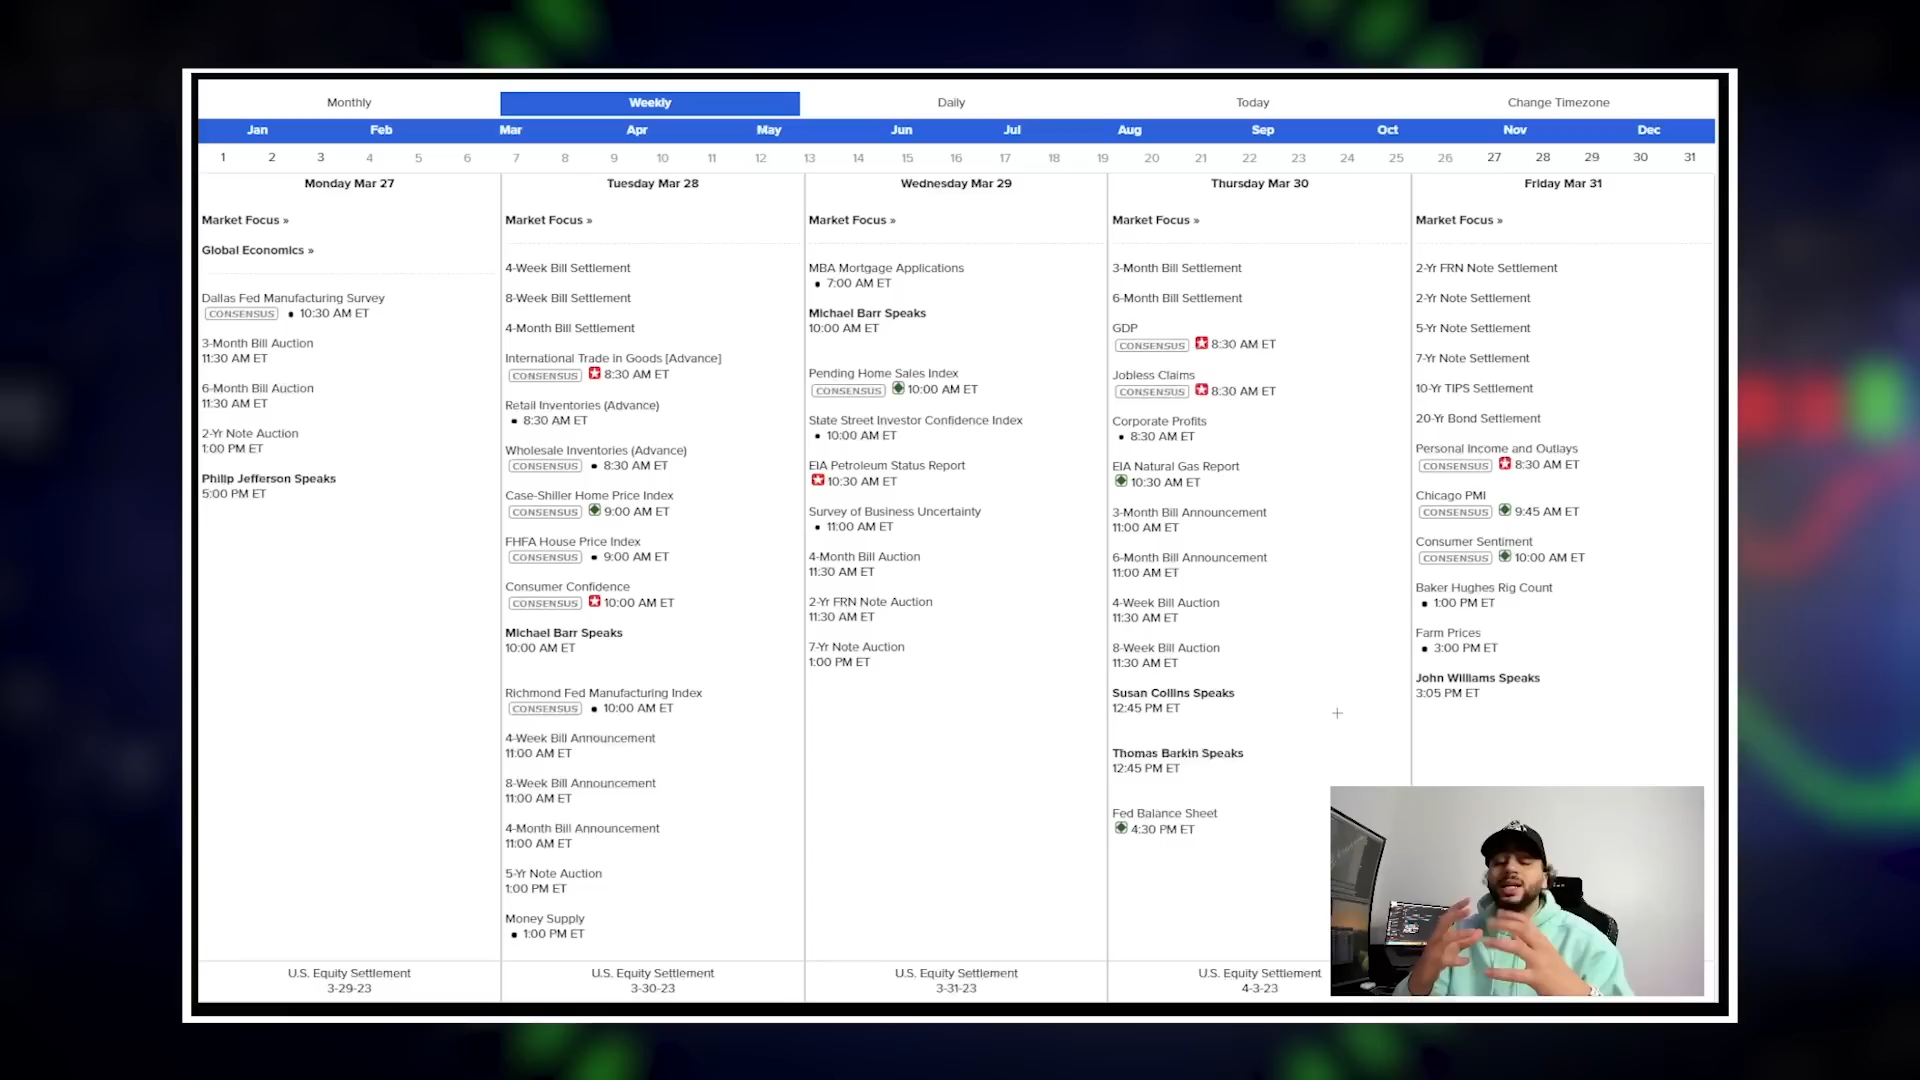 Monthly
Weekly
Daily
Today
Change Timezone
Jan Feb Mar Apr May Jun Jul Aug Sep Oct Nov Dec
1 2 3 4 5 6 7 8 9 10 11 12 13 14 15 16 17 18 19 20 21 22 23 24 25 26 27 28 29 30 31
Monday Mar 27
Market Focus »
Global Economics »
Dallas Fed Manufacturing Survey
CONSENSUS • 10:30 AM ET
3-Month Bill Auction
11:30 AM ET
6-Month Bill Auction
11:30 AM ET
2-Yr Note Auction
1:00 PM ET
Philip Jefferson Speaks
5:00 PM ET
U.S. Equity Settlement
3-29-23
Tuesday Mar 28
Market Focus »
4-Week Bill Settlement
8-Week Bill Settlement
4-Month Bill Settlement
International Trade in Goods [Advance]
CONSENSUS 8:30 AM ET
Retail Inventories (Advance)
• 8:30 AM ET
Wholesale Inventories (Advance)
CONSENSUS • 8:30 AM ET
Case-Shiller Home Price Index
CONSENSUS 9:00 AM ET
FHFA House Price Index
CONSENSUS • 9:00 AM ET
Consumer Confidence
CONSENSUS 10:00 AM ET
Michael Barr Speaks
10:00 AM ET
Richmond Fed Manufacturing Index
CONSENSUS • 10:00 AM ET
4-Week Bill Announcement
11:00 AM ET
8-Week Bill Announcement
11:00 AM ET
4-Month Bill Announcement
11:00 AM ET
5-Yr Note Auction
1:00 PM ET
Money Supply
• 1:00 PM ET
U.S. Equity Settlement
3-30-23
Wednesday Mar 29
Market Focus »
MBA Mortgage Applications
• 7:00 AM ET
Michael Barr Speaks
10:00 AM ET
Pending Home Sales Index
CONSENSUS 10:00 AM ET
State Street Investor Confidence Index
• 10:00 AM ET
EIA Petroleum Status Report
10:30 AM ET
Survey of Business Uncertainty
• 11:00 AM ET
4-Month Bill Auction
11:30 AM ET
2-Yr FRN Note Auction
11:30 AM ET
7-Yr Note Auction
1:00 PM ET
U.S. Equity Settlement
3-31-23
Thursday Mar 30
Market Focus »
3-Month Bill Settlement
6-Month Bill Settlement
GDP
CONSENSUS 8:30 AM ET
Jobless Claims
CONSENSUS 8:30 AM ET
Corporate Profits
• 8:30 AM ET
EIA Natural Gas Report
10:30 AM ET
3-Month Bill Announcement
11:00 AM ET
6-Month Bill Announcement
11:00 AM ET
4-Week Bill Auction
11:30 AM ET
8-Week Bill Auction
11:30 AM ET
Susan Collins Speaks
12:45 PM ET
Thomas Barkin Speaks
12:45 PM ET
Fed Balance Sheet
4:30 PM ET
U.S. Equity Settlement
4-3-23
Friday Mar 31
Market Focus »
2-Yr FRN Note Settlement
2-Yr Note Settlement
5-Yr Note Settlement
7-Yr Note Settlement
10-Yr TIPS Settlement
20-Yr Bond Settlement
Personal Income and Outlays
CONSENSUS 8:30 AM ET
Chicago PMI
CONSENSUS 9:45 AM ET
Consumer Sentiment
CONSENSUS 10:00 AM ET
Baker Hughes Rig Count
• 1:00 PM ET
Farm Prices
• 3:00 PM ET
John Williams Speaks
3:05 PM ET